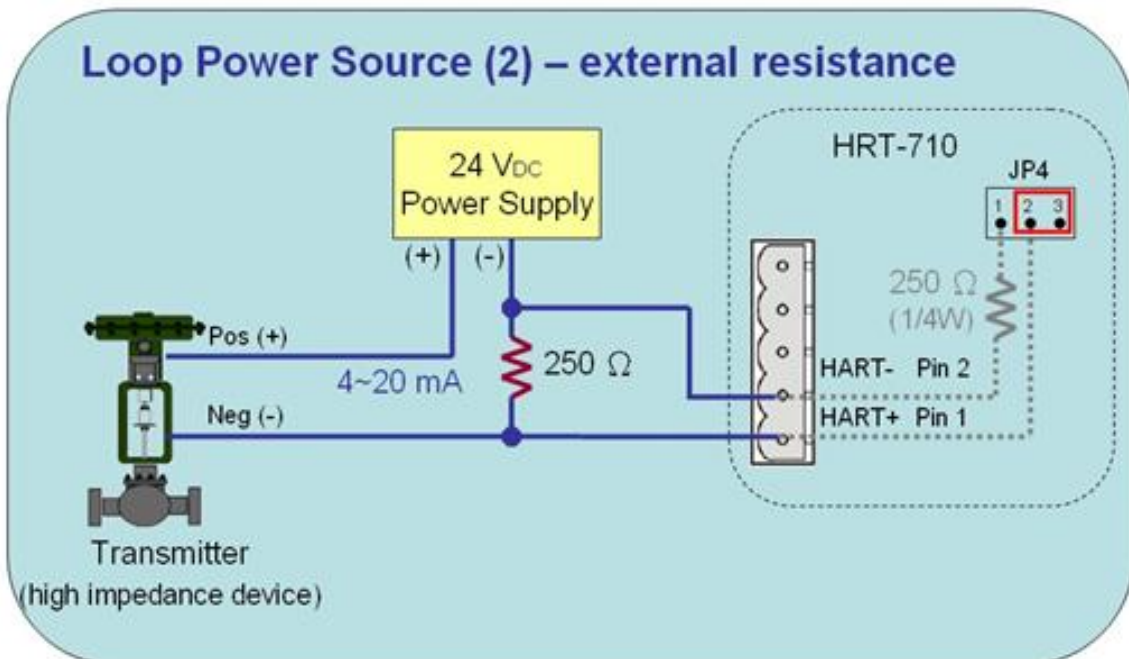 Loop Power Source (2) – external resistance
24 VDC
Power Supply
(+) (-)
HRT-710
JP4
1 2 3
250 Ω
(1/4W)
Pos (+)
4~20 mA
250 Ω
HART- Pin 2
Neg (-)
HART+ Pin 1
Transmitter
(high impedance device)